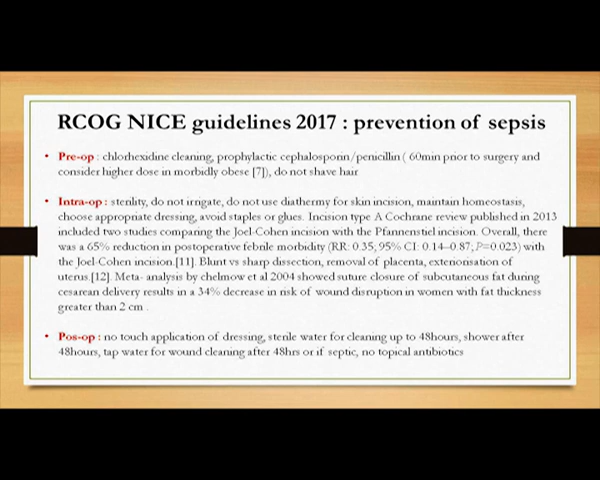 RCOG NICE guidelines 2017 : prevention of sepsis
• Pre-op : chlorhexidine cleaning, prophylactic cephalosporin/penicillin ( 60min prior to surgery and
consider higher dose in morbidly obese [7]), do not shave hair
• Intra-op : sterility, do not irrigate, do not use diathermy for skin incision, maintain homeostasis,
choose appropriate dressing, avoid staples or glues. Incision type A Cochrane review published in 2013
included two studies comparing the Joel-Cohen incision with the Pfannenstiel incision. Overall, there
was a 65% reduction in postoperative febrile morbidity (RR: 0.35; 95% CI: 0.14–0.87; P=0.023) with
the Joel-Cohen incision.[11]. Blunt vs sharp dissection, removal of placenta, extenorisation of
uterus.[12]. Meta- analysis by chelmow et al 2004 showed suture closure of subcutaneous fat during
cesarean delivery results in a 34% decrease in risk of wound disruption in women with fat thickness
greater than 2 cm .
• Pos-op : no touch application of dressing, sterile water for cleaning up to 48hours, shower after
48hours, tap water for wound cleaning after 48hrs or if septic, no topical antibiotics